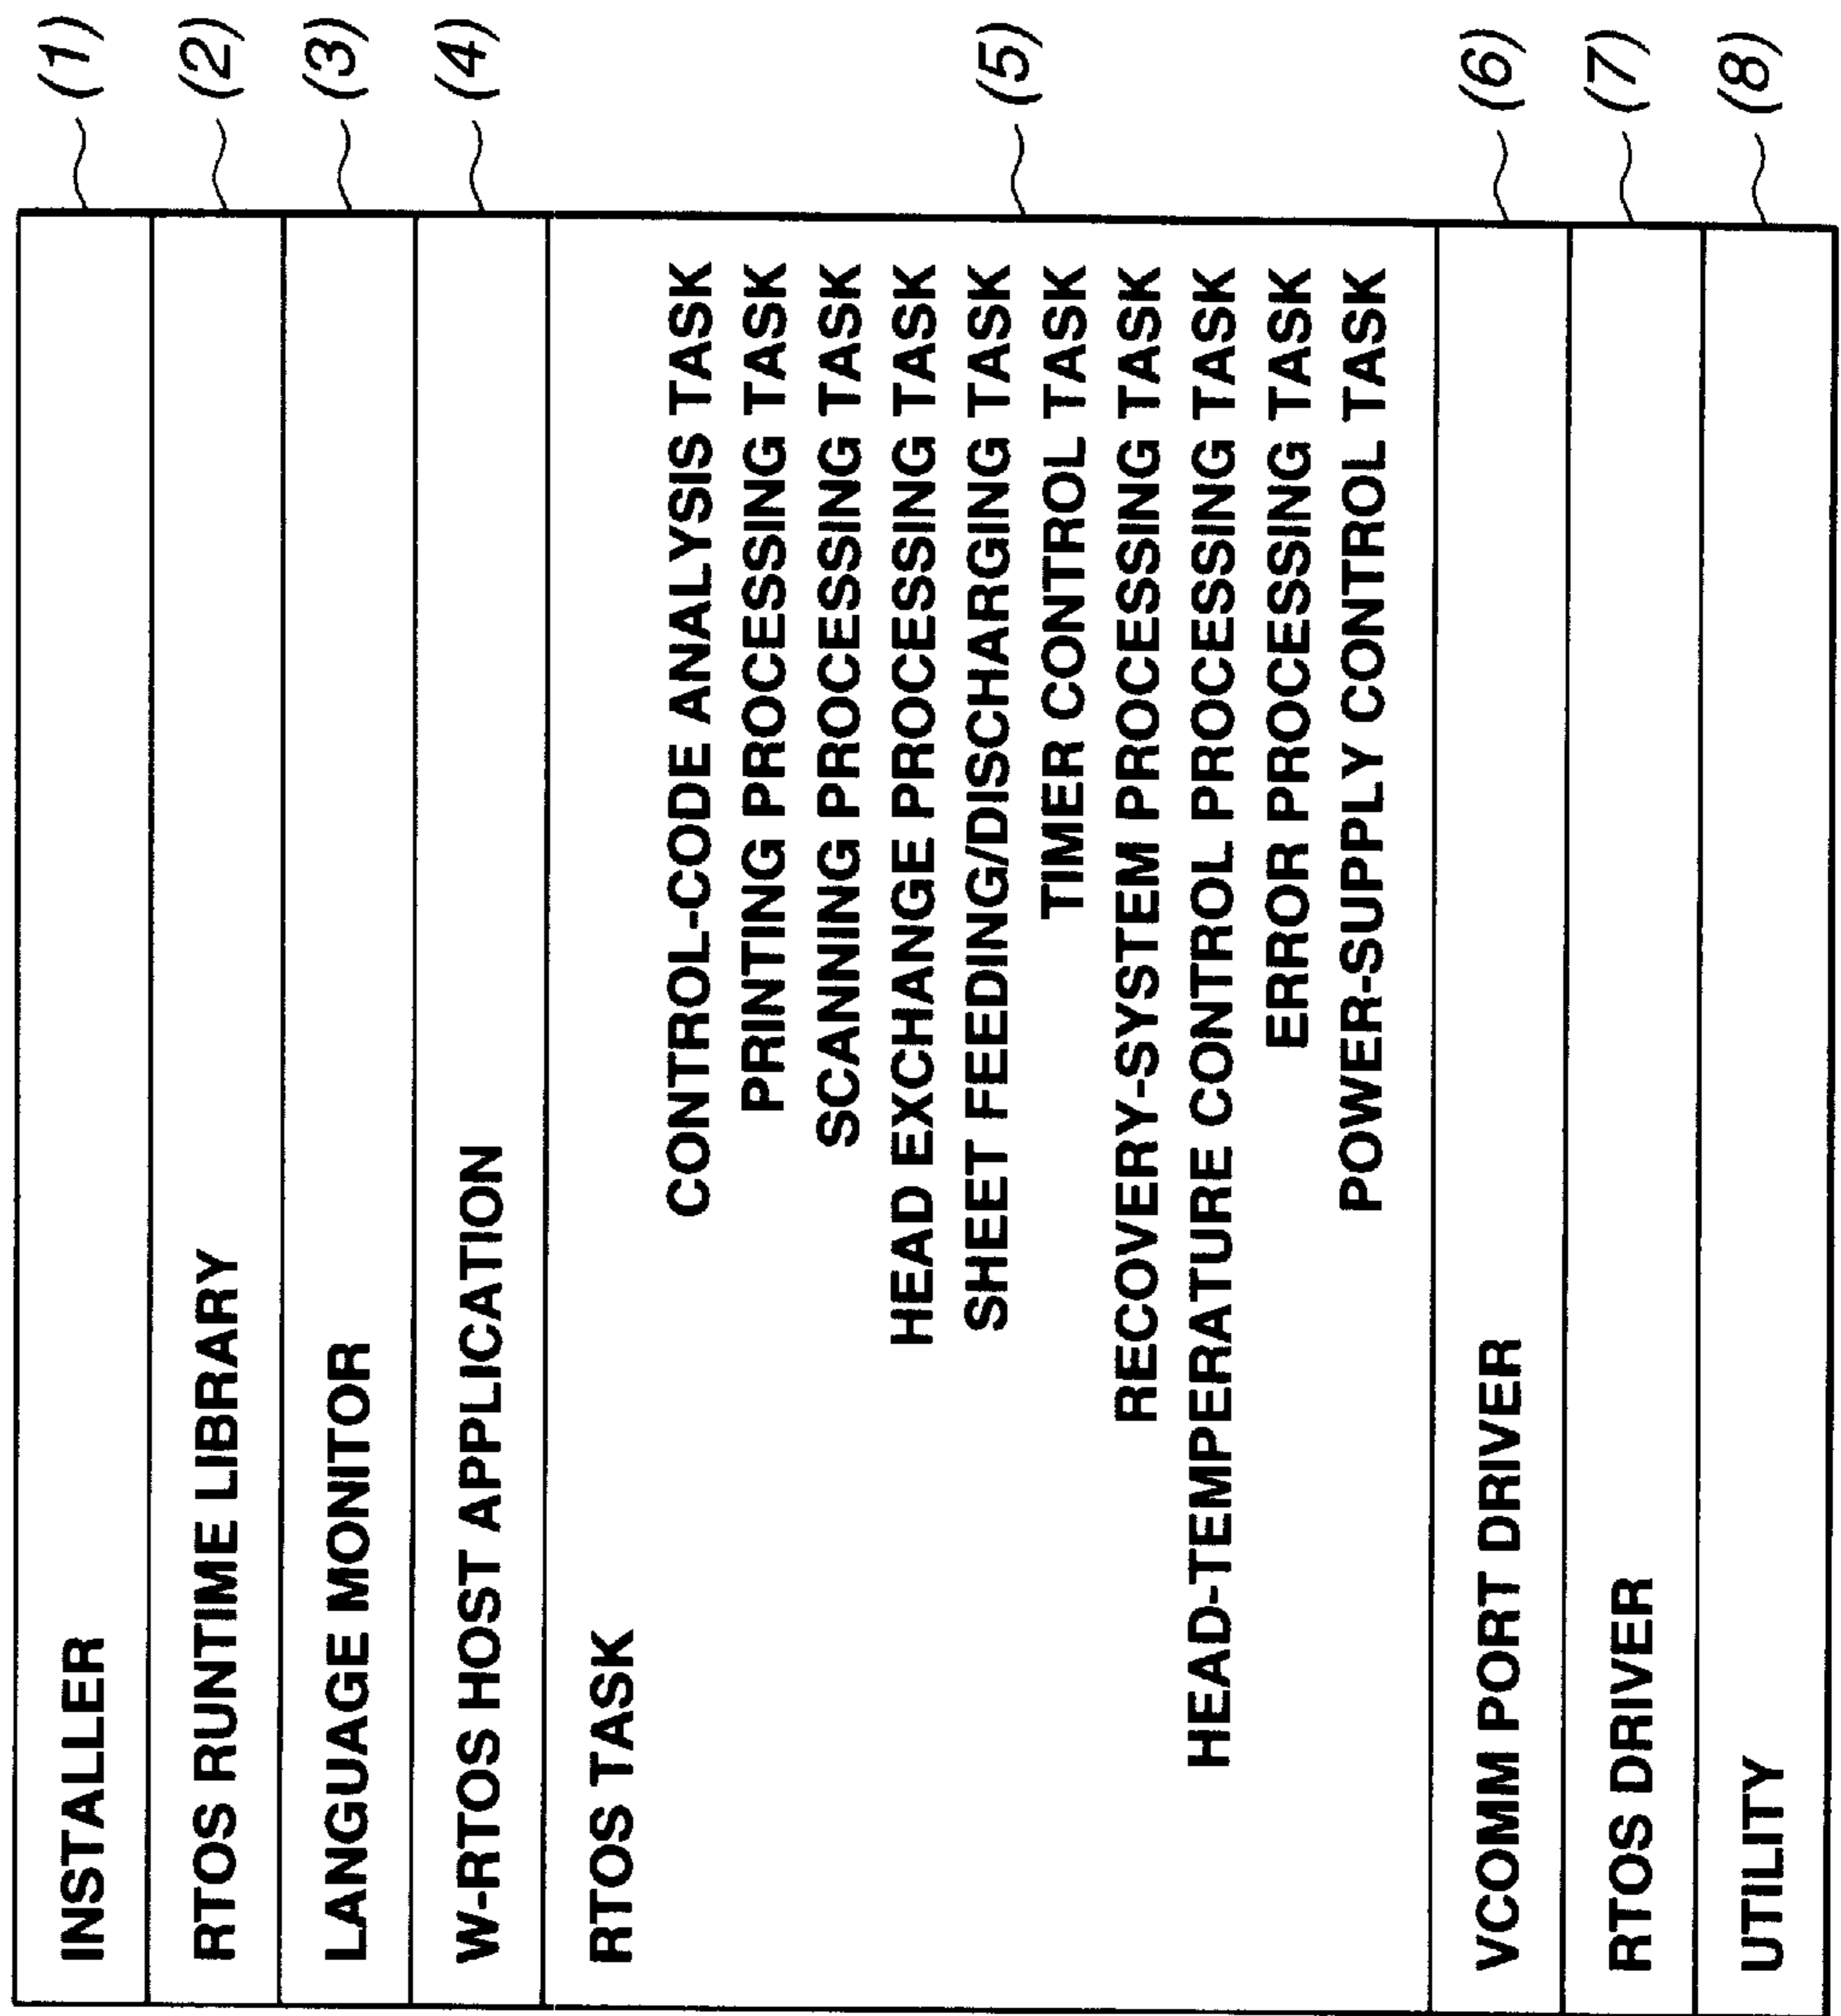 INSTALLER (1)
RTOS RUNTIME LIBRARY (2)
LANGUAGE MONITOR (3)
W-RTOS HOST APPLICATION (4)
RTOS TASK (5)
CONTROL-CODE ANALYSIS TASK
PRINTING PROCESSING TASK
SCANNING PROCESSING TASK
HEAD EXCHANGE PROCESSING TASK
SHEET FEEDING/DISCHARGING TASK
TIMER CONTROL TASK
RECOVERY-SYSTEM PROCESSING TASK
HEAD-TEMPERATURE CONTROL PROCESSING TASK
ERROR PROCESSING TASK
POWER-SUPPLY CONTROL TASK
VCOMM PORT DRIVER (6)
RTOS DRIVER (7)
UTILITY (8)